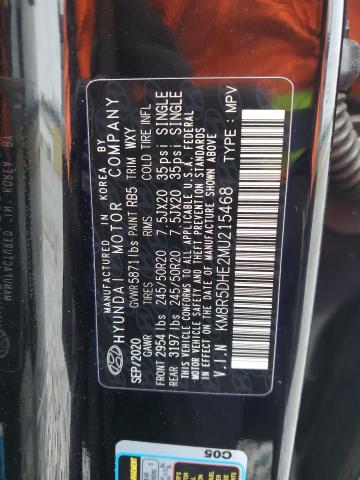 MANUFACTURED IN KOREA BY
HYUNDAI MOTOR COMPANY
SEP/2020 GVWR 5871 lbs PAINT RB5 TRIM WXY
GAWR TIRES RIMS COLD TIRE INFL
FRONT 2954 lbs 245/50R20 7.5JX20 35psi SINGLE
REAR 3197 lbs 245/50R20 7.5JX20 35psi SINGLE
THIS VEHICLE CONFORMS TO ALL APPLICABLE U.S.A. FEDERAL
MOTOR VEHICLE SAFETY AND THEFT PREVENTION STANDARDS
IN EFFECT ON THE DATE OF MANUFACTURE SHOWN ABOVE.
V.I.N : KM8R5DHE2MU215468 TYPE : MPV
C05